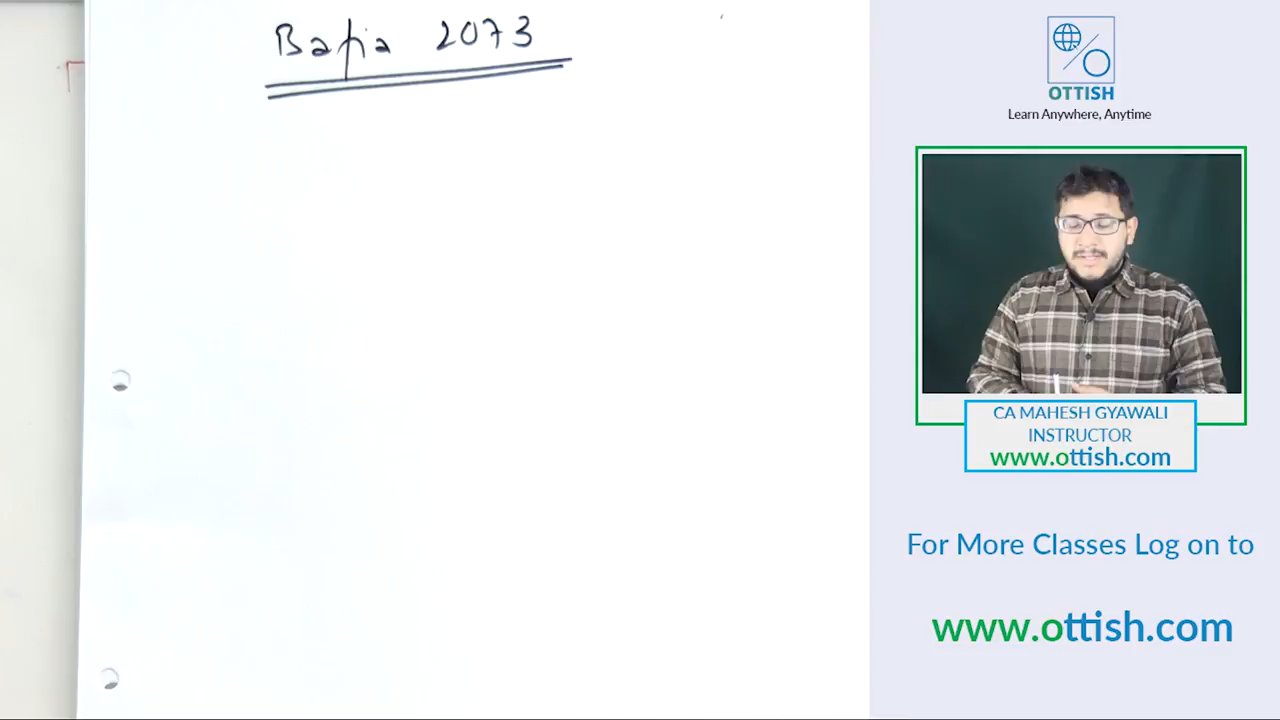 Bafia 2073
OTTISH
Learn Anywhere, Anytime
CA MAHESH GYAWALI
INSTRUCTOR
www.ottish.com
For More Classes Log on to
www.ottish.com